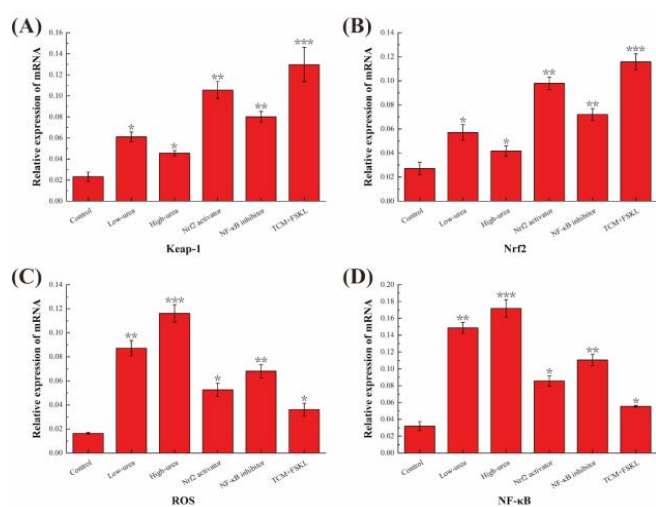 (A)
Relative expression of mRNA
0.16
0.14
0.12
0.10
0.08
0.06
0.04
0.02
0.00
*
*
**
**
***
Control
Low-urea
High-urea
Nrf2 activator
NF-κB inhibitor
TCM+FSKL
Keap-1
(B)
Relative expression of mRNA
0.14
0.12
0.10
0.08
0.06
0.04
0.02
0.00
*
*
**
**
***
Control
Low-urea
High-urea
Nrf2 activator
NF-κB inhibitor
TCM+FSKL
Nrf2
(C)
Relative expression of mRNA
0.14
0.12
0.10
0.08
0.06
0.04
0.02
0.00
**
***
*
**
*
Control
Low-urea
High-urea
Nrf2 activator
NF-κB inhibitor
TCM+FSKL
ROS
(D)
Relative expression of mRNA
0.20
0.18
0.16
0.14
0.12
0.10
0.08
0.06
0.04
0.02
0.00
**
***
*
**
*
Control
Low-urea
High-urea
Nrf2 activator
NF-κB inhibitor
TCM+FSKL
NF-κB